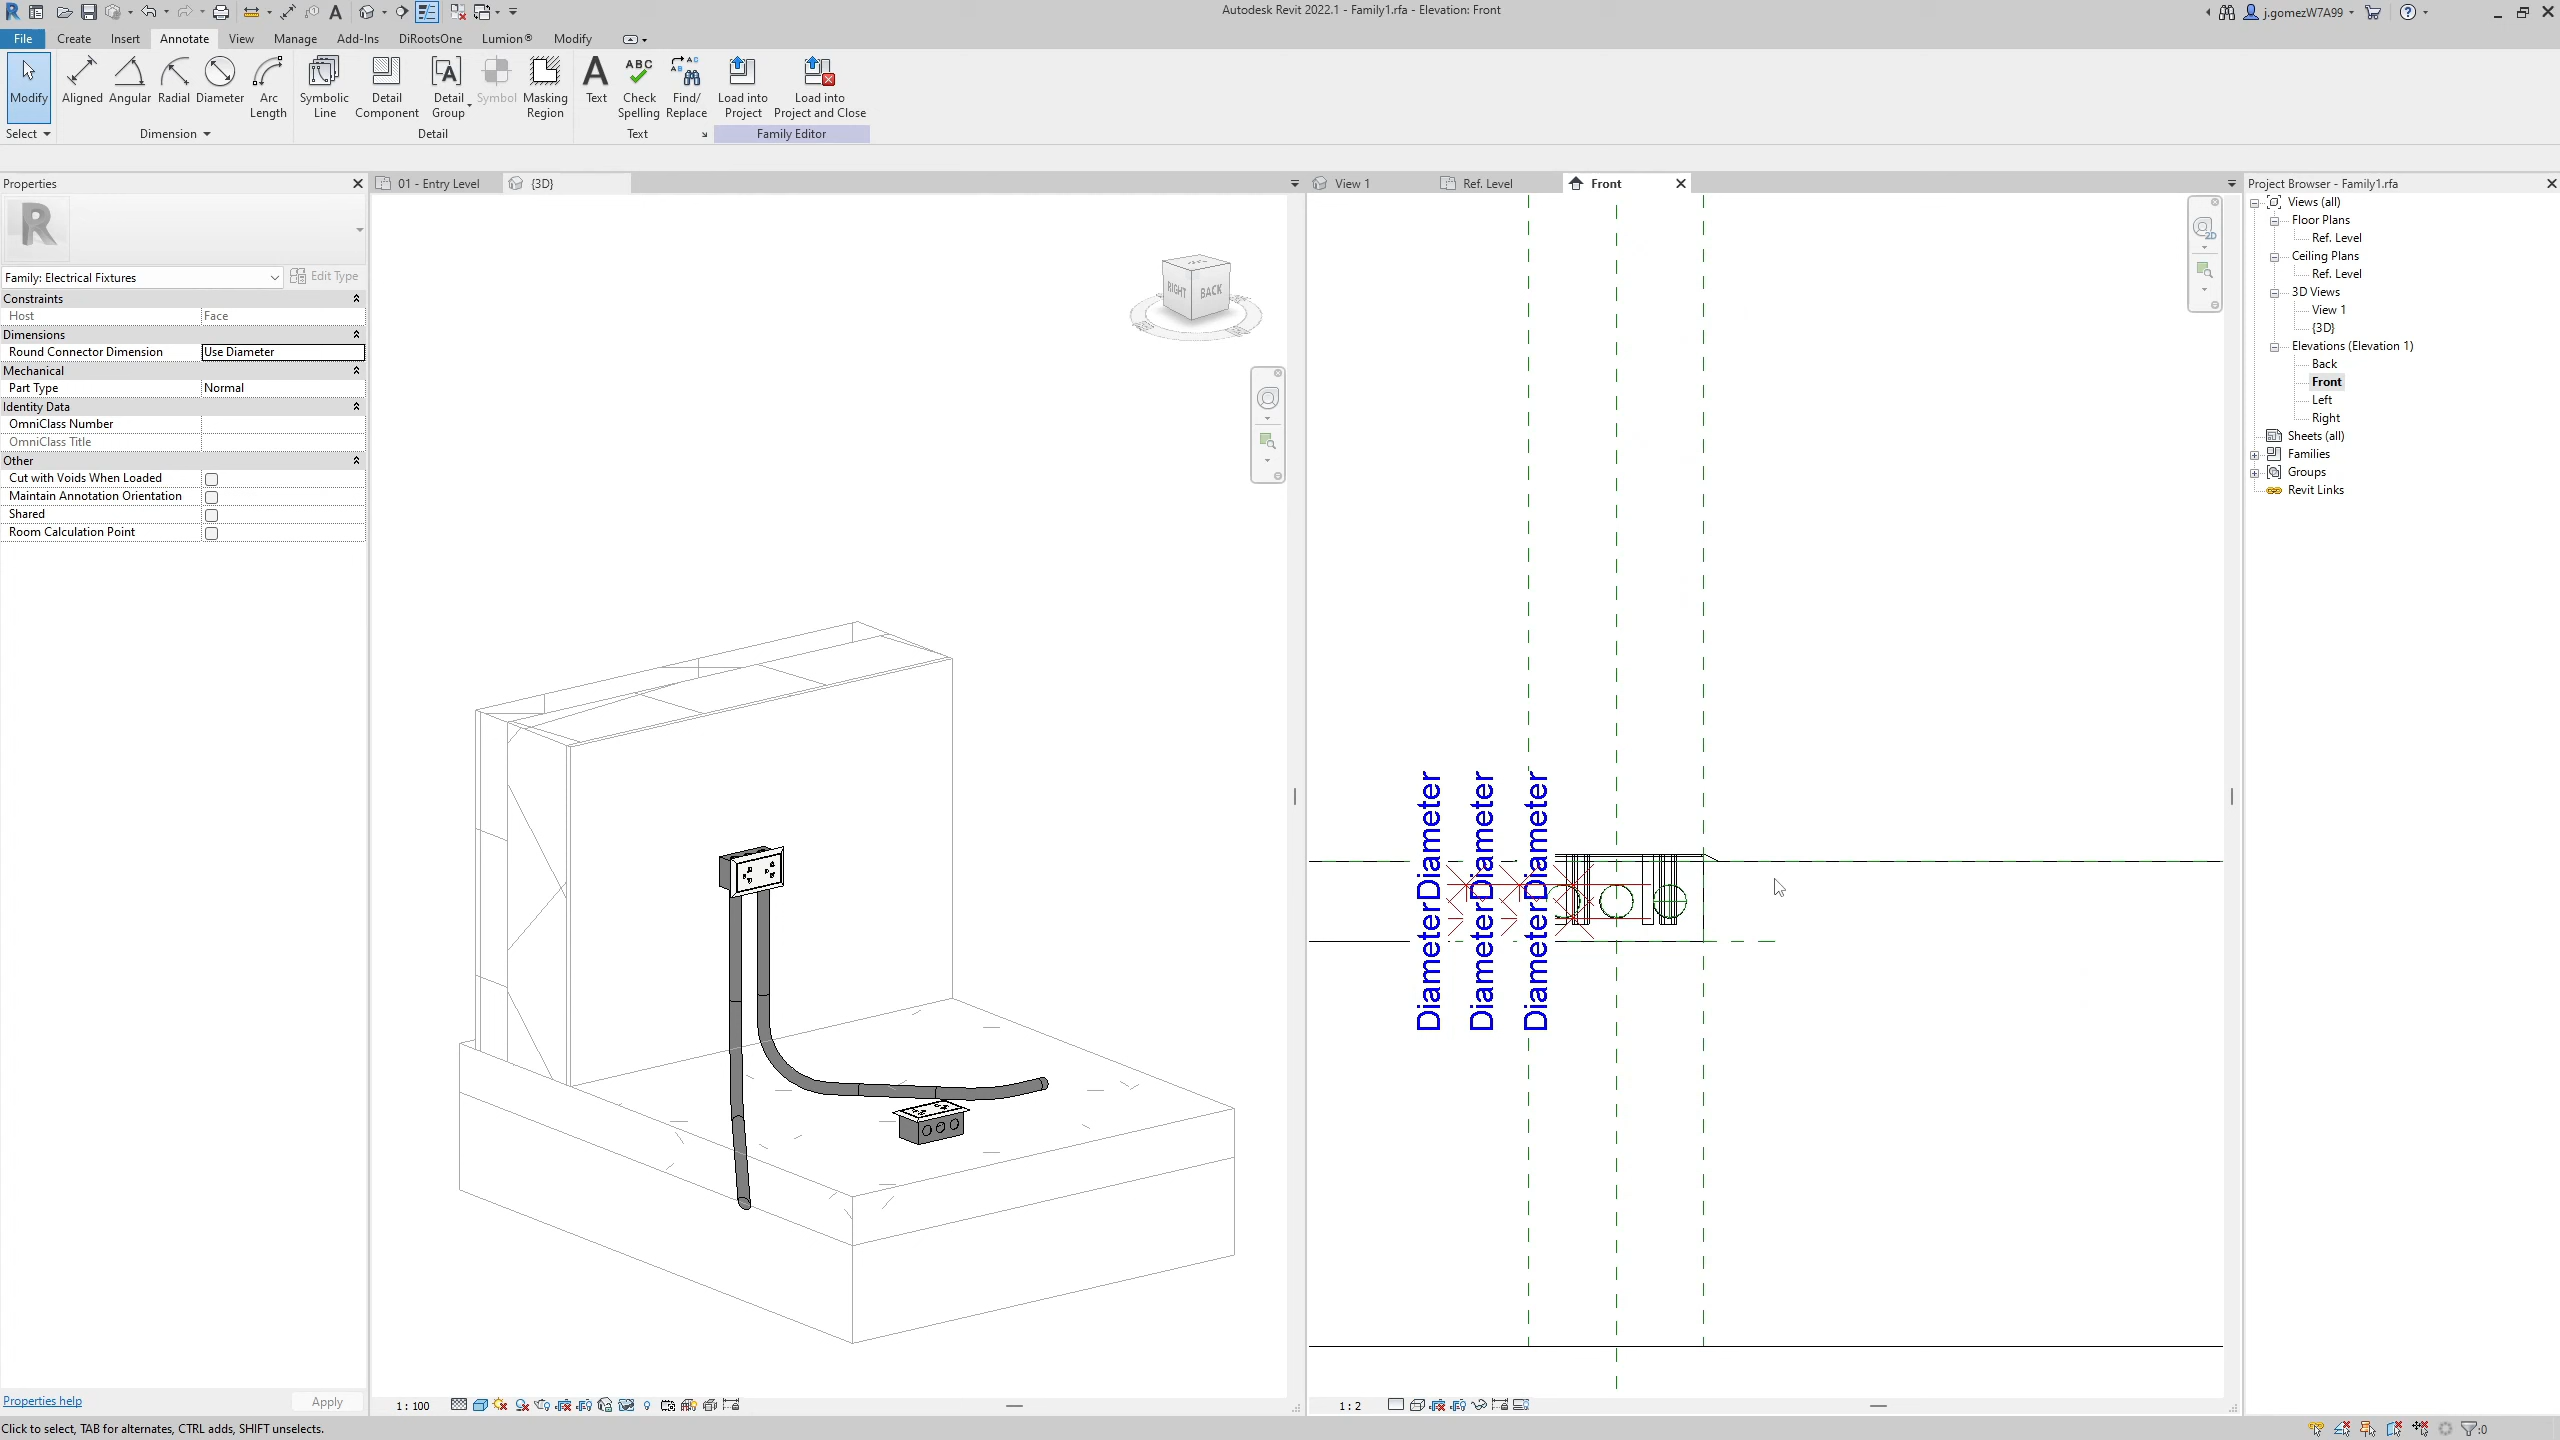 Autodesk Revit 2022.1 - Family1.rfa - Elevation: Front
j.gomezW7A99
File Create Insert Annotate View Manage Add-Ins DiRootsOne Lumion® Modify
Modify Aligned Angular Radial Diameter Arc Length Symbolic Line Detail Component Detail Group Symbol Masking Region Text Check Spelling Find/ Replace Load into Project Load into Project and Close
Select Dimension Detail Text Family Editor
Properties
01 - Entry Level {3D}
View 1 Ref. Level Front
Project Browser - Family1.rfa
Family: Electrical Fixtures Edit Type
Constraints
Host Face
Dimensions
Round Connector Dimension Use Diameter
Mechanical
Part Type Normal
Identity Data
OmniClass Number
OmniClass Title
Other
Cut with Voids When Loaded
Maintain Annotation Orientation
Shared
Room Calculation Point
RIGHT BACK
2D
Diameter Diameter Diameter
Diameter Diameter Diameter
Views (all)
Floor Plans
Ref. Level
Ceiling Plans
Ref. Level
3D Views
View 1
{3D}
Elevations (Elevation 1)
Back
Front
Left
Right
Sheets (all)
Families
Groups
Revit Links
Properties help Apply
1 : 100
1 : 2
Click to select, TAB for alternates, CTRL adds, SHIFT unselects.
:0